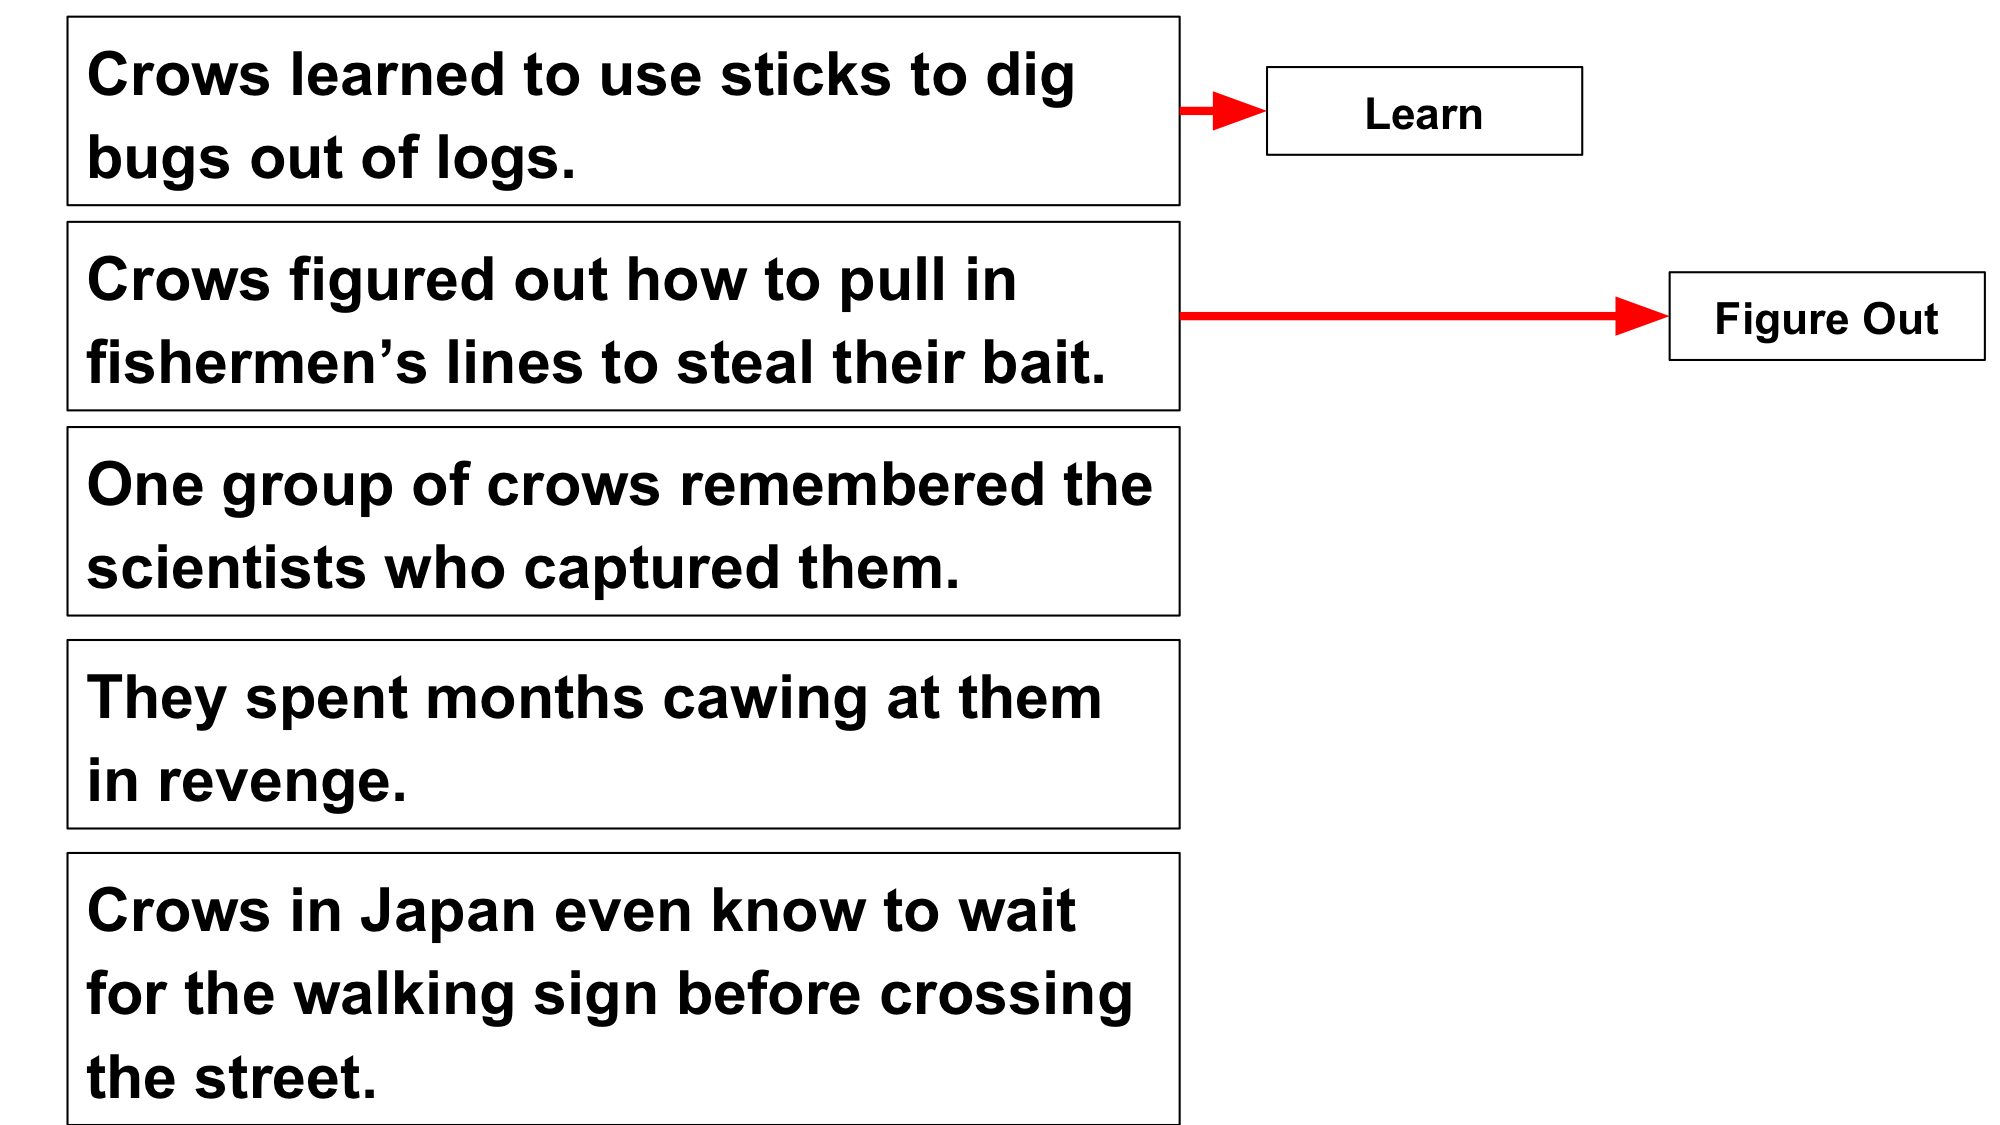 Crows learned to use sticks to dig
bugs out of logs.
Learn
Crows figured out how to pull in
fishermen’s lines to steal their bait.
Figure Out
One group of crows remembered the
scientists who captured them.
They spent months cawing at them
in revenge.
Crows in Japan even know to wait
for the walking sign before crossing
the street.